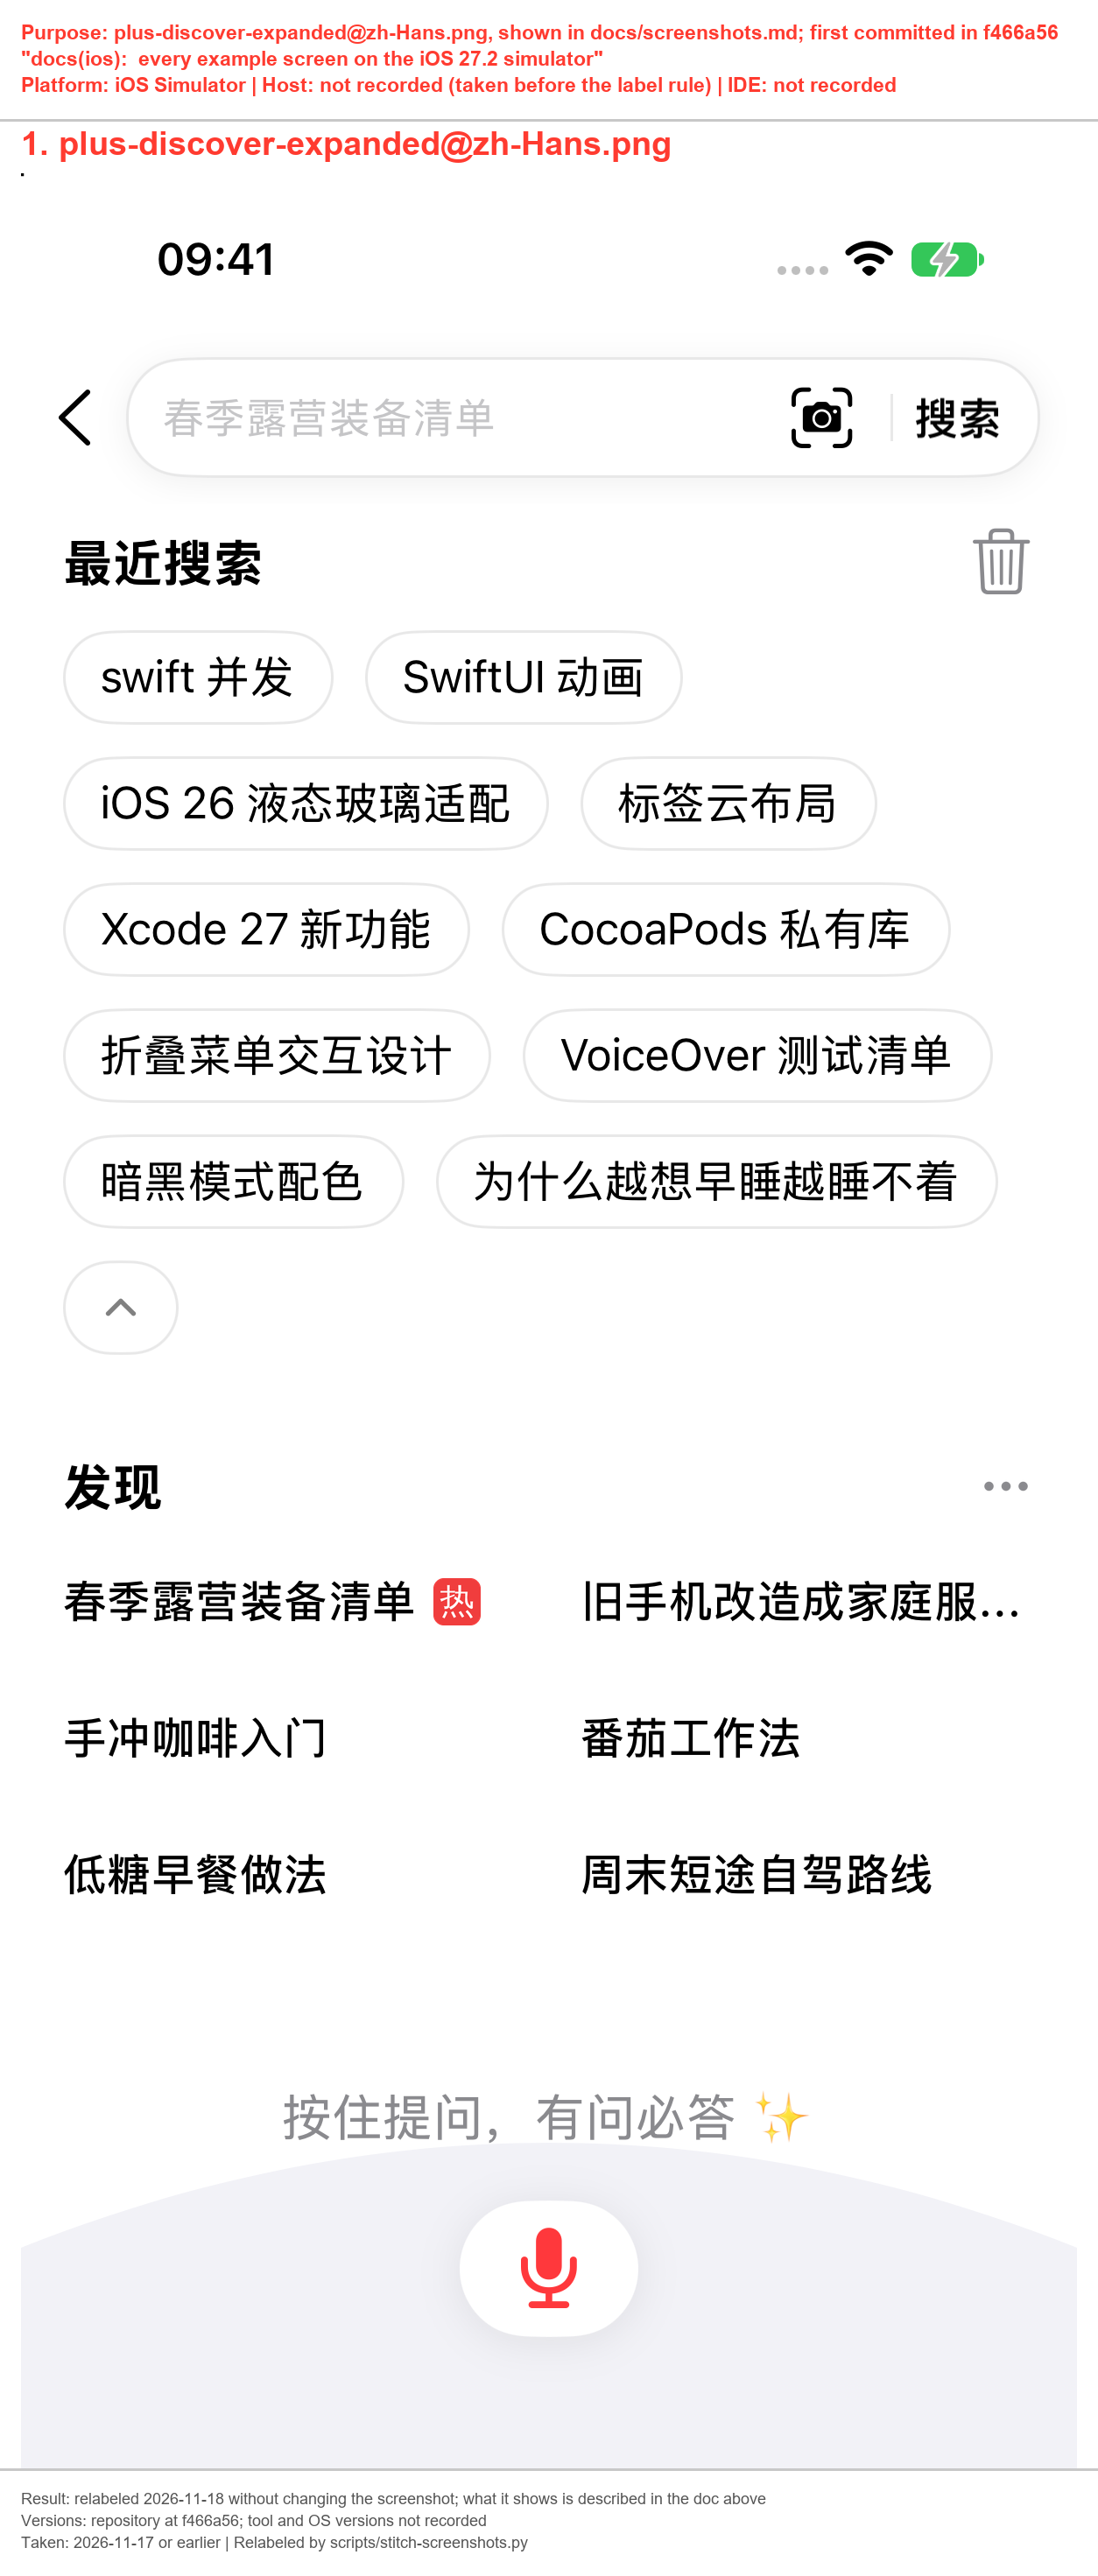 Purpose: plus-discover-expanded@zh-Hans.png, shown in docs/screenshots.md; first committed in f466a56
"docs(ios):  every example screen on the iOS 27.2 simulator"
Platform: iOS Simulator | Host: not recorded (taken before the label rule) | IDE: not recorded
1. plus-discover-expanded@zh-Hans.png
09:41
春季露营装备清单 搜索
最近搜索
swift 并发 SwiftUI 动画
iOS 26 液态玻璃适配 标签云布局
Xcode 27 新功能 CocoaPods 私有库
折叠菜单交互设计 VoiceOver 测试清单
暗黑模式配色 为什么越想早睡越睡不着
发现
春季露营装备清单 热 旧手机改造成家庭服...
手冲咖啡入门 番茄工作法
低糖早餐做法 周末短途自驾路线
按住提问，有问必答 ✨
Result: relabeled 2026-11-18 without changing the screenshot; what it shows is described in the doc above
Versions: repository at f466a56; tool and OS versions not recorded
Taken: 2026-11-17 or earlier | Relabeled by scripts/stitch-screenshots.py